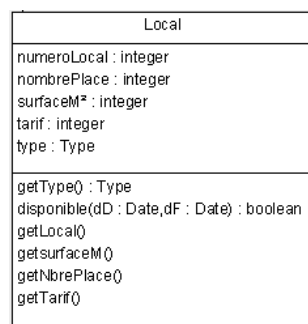 Local
numeroLocal : integer
nombrePlace : integer
surfaceM² : integer
tarif : integer
type : Type
getType() : Type
disponible(dD : Date,dF : Date) : boolean
getLocal()
getsurfaceM()
getNbrePlace()
getTarif()